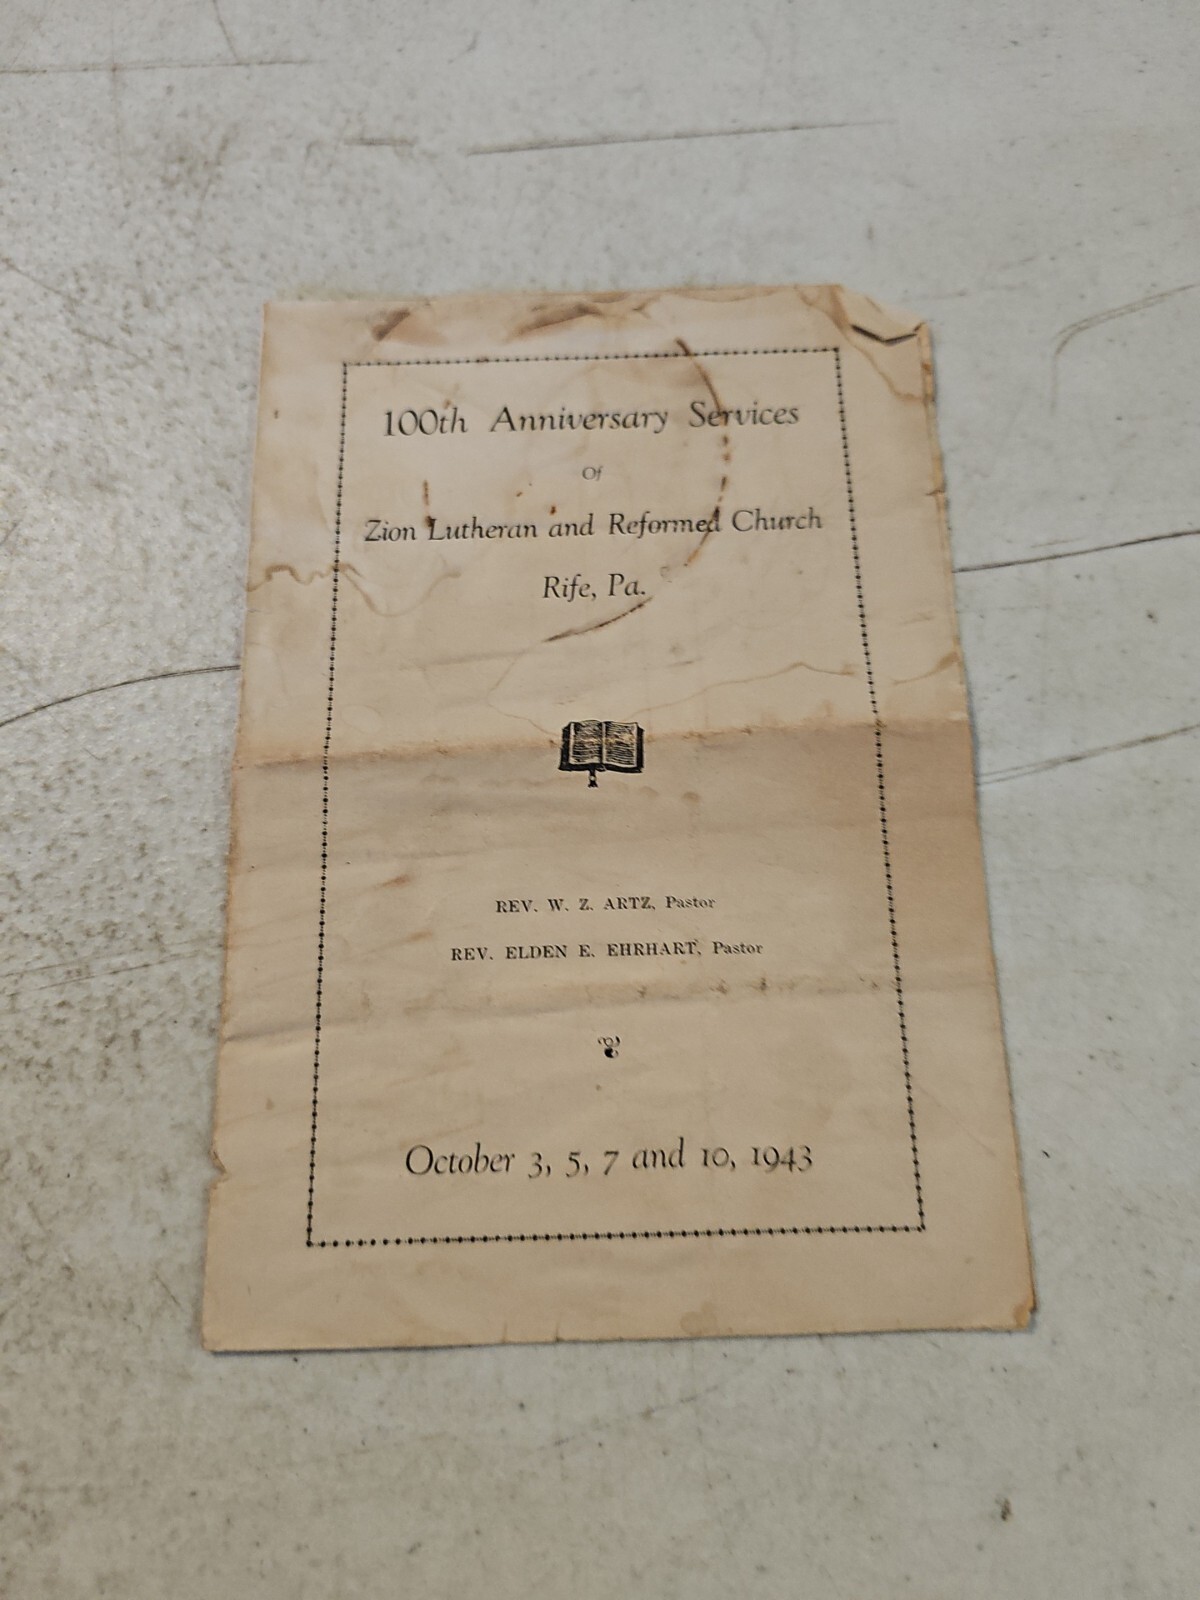 100th Anniversary Services
Of
Zion Lutheran and Reformed Church
Rife, Pa.
REV. W. Z. ARTZ, Pastor
REV. ELDEN E. EHRHART, Pastor
October 3, 5, 7 and 10, 1943